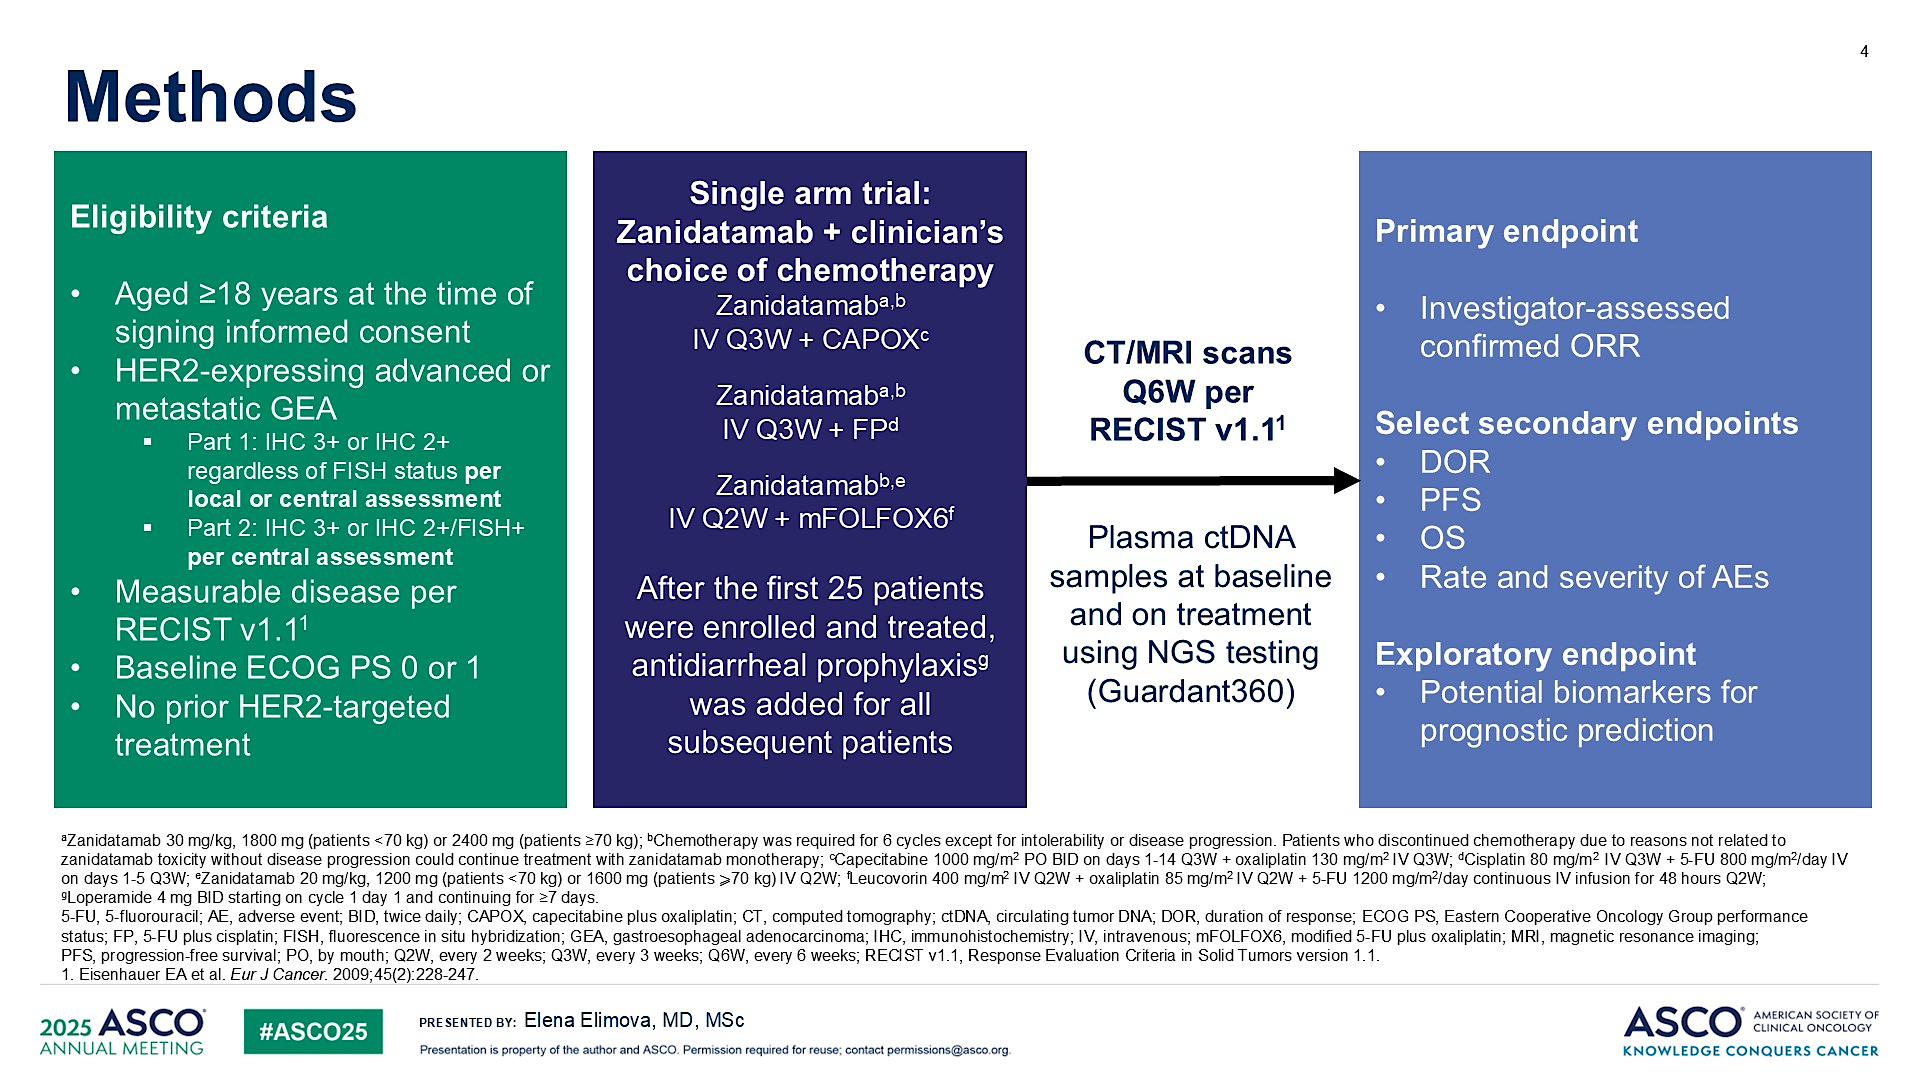 4
Methods
Eligibility criteria
• Aged ≥18 years at the time of
signing informed consent
• HER2-expressing advanced or
metastatic GEA
▪ Part 1: IHC 3+ or IHC 2+
regardless of FISH status per
local or central assessment
▪ Part 2: IHC 3+ or IHC 2+/FISH+
per central assessment
• Measurable disease per
RECIST v1.1¹
• Baseline ECOG PS 0 or 1
• No prior HER2-targeted
treatment
Single arm trial:
Zanidatamab + clinician’s
choice of chemotherapy
Zanidatamabᵃ,ᵇ
IV Q3W + CAPOXᶜ
Zanidatamabᵃ,ᵇ
IV Q3W + FPᵈ
Zanidatamabᵇ,ᵉ
IV Q2W + mFOLFOX6ᶠ
After the first 25 patients
were enrolled and treated,
antidiarrheal prophylaxisᵍ
was added for all
subsequent patients
CT/MRI scans
Q6W per
RECIST v1.1¹
Plasma ctDNA
samples at baseline
and on treatment
using NGS testing
(Guardant360)
Primary endpoint
• Investigator-assessed
confirmed ORR
Select secondary endpoints
• DOR
• PFS
• OS
• Rate and severity of AEs
Exploratory endpoint
• Potential biomarkers for
prognostic prediction
ᵃZanidatamab 30 mg/kg, 1800 mg (patients <70 kg) or 2400 mg (patients ≥70 kg); ᵇChemotherapy was required for 6 cycles except for intolerability or disease progression. Patients who discontinued chemotherapy due to reasons not related to
zanidatamab toxicity without disease progression could continue treatment with zanidatamab monotherapy; ᶜCapecitabine 1000 mg/m² PO BID on days 1-14 Q3W + oxaliplatin 130 mg/m² IV Q3W; ᵈCisplatin 80 mg/m² IV Q3W + 5-FU 800 mg/m²/day IV
on days 1-5 Q3W; ᵉZanidatamab 20 mg/kg, 1200 mg (patients <70 kg) or 1600 mg (patients ⩾70 kg) IV Q2W; ᶠLeucovorin 400 mg/m² IV Q2W + oxaliplatin 85 mg/m² IV Q2W + 5-FU 1200 mg/m²/day continuous IV infusion for 48 hours Q2W;
ᵍLoperamide 4 mg BID starting on cycle 1 day 1 and continuing for ≥7 days.
5-FU, 5-fluorouracil; AE, adverse event; BID, twice daily; CAPOX, capecitabine plus oxaliplatin; CT, computed tomography; ctDNA, circulating tumor DNA; DOR, duration of response; ECOG PS, Eastern Cooperative Oncology Group performance
status; FP, 5-FU plus cisplatin; FISH, fluorescence in situ hybridization; GEA, gastroesophageal adenocarcinoma; IHC, immunohistochemistry; IV, intravenous; mFOLFOX6, modified 5-FU plus oxaliplatin; MRI, magnetic resonance imaging;
PFS, progression-free survival; PO, by mouth; Q2W, every 2 weeks; Q3W, every 3 weeks; Q6W, every 6 weeks; RECIST v1.1, Response Evaluation Criteria in Solid Tumors version 1.1.
1. Eisenhauer EA et al. Eur J Cancer. 2009;45(2):228-247.
2025 ASCO®
ANNUAL MEETING
#ASCO25
PRESENTED BY: Elena Elimova, MD, MSc
Presentation is property of the author and ASCO. Permission required for reuse; contact permissions@asco.org.
ASCO® AMERICAN SOCIETY OF
CLINICAL ONCOLOGY
KNOWLEDGE CONQUERS CANCER